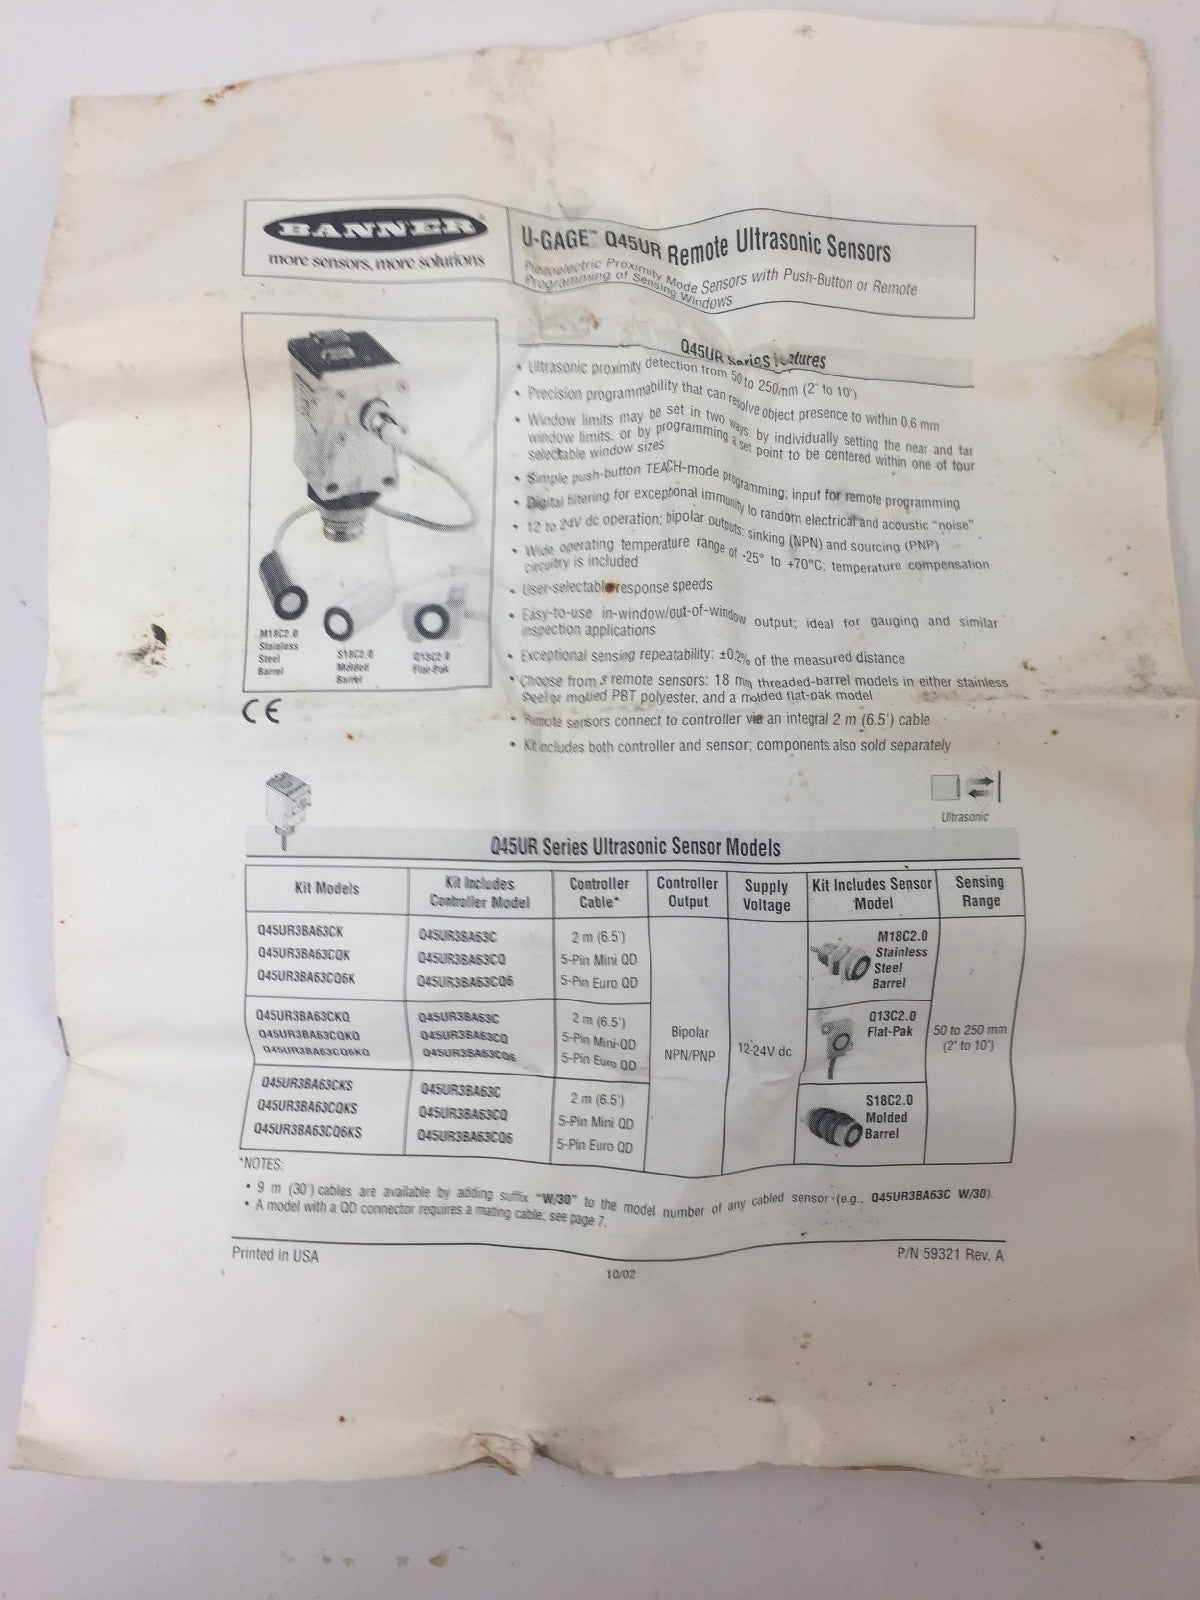 BANNER®
more sensors, more solutions
U-GAGE™ Q45UR Remote Ultrasonic Sensors
Piezoelectric Proximity Mode Sensors with Push-Button or Remote
Programming of Sensing Windows
M18C2.0
Stainless
Steel
Barrel
S18C2.0
Molded
Barrel
Q13C2.0
Flat-Pak
CE
Q45UR Series Features
• Ultrasonic proximity detection from 50 to 250mm (2" to 10")
• Precision programmability that can resolve object presence to within 0.6 mm
• Window limits may be set in two ways: by individually setting the near and far
window limits, or by programming a set point to be centered within one of four
selectable window sizes
• Simple push-button TEACH-mode programming; input for remote programming
• Digital filtering for exceptional immunity to random electrical and acoustic "noise"
• 12 to 24V dc operation; bipolar outputs: sinking (NPN) and sourcing (PNP)
• Wide operating temperature range of -25° to +70°C; temperature compensation
circuitry is included
• User-selectable response speeds
• Easy-to-use in-window/out-of-window output; ideal for gauging and similar
inspection applications
• Exceptional sensing repeatability: ±0.2% of the measured distance
• Choose from 3 remote sensors: 18 mm threaded-barrel models in either stainless
steel or molded PBT polyester, and a molded flat-pak model
• Remote sensors connect to controller via an integral 2 m (6.5') cable
• Kit includes both controller and sensor; components also sold separately
Ultrasonic
Q45UR Series Ultrasonic Sensor Models
Kit Models
Kit Includes
Controller Model
Controller
Cable*
Controller
Output
Supply
Voltage
Kit Includes Sensor
Model
Sensing
Range
Q45UR3BA63CK Q45UR3BA63C 2 m (6.5')
Q45UR3BA63CQK Q45UR3BA63CQ 5-Pin Mini QD
Q45UR3BA63CQ6K Q45UR3BA63CQ6 5-Pin Euro QD
M18C2.0
Stainless
Steel
Barrel
Q45UR3BA63CKQ Q45UR3BA63C 2 m (6.5')
Q45UR3BA63CQKQ Q45UR3BA63CQ 5-Pin Mini-QD
Q45UR3BA63CQ6KQ Q45UR3BA63CQ6 5-Pin Euro QD
Bipolar
NPN/PNP
12-24V dc
Q13C2.0
Flat-Pak
50 to 250 mm
(2" to 10")
Q45UR3BA63CKS Q45UR3BA63C 2 m (6.5')
Q45UR3BA63CQKS Q45UR3BA63CQ 5-Pin Mini QD
Q45UR3BA63CQ6KS Q45UR3BA63CQ6 5-Pin Euro QD
S18C2.0
Molded
Barrel
*NOTES:
• 9 m (30') cables are available by adding suffix "W/30" to the model number of any cabled sensor (e.g., Q45UR3BA63C W/30).
• A model with a QD connector requires a mating cable; see page 7.
Printed in USA
10/02
P/N 59321 Rev. A